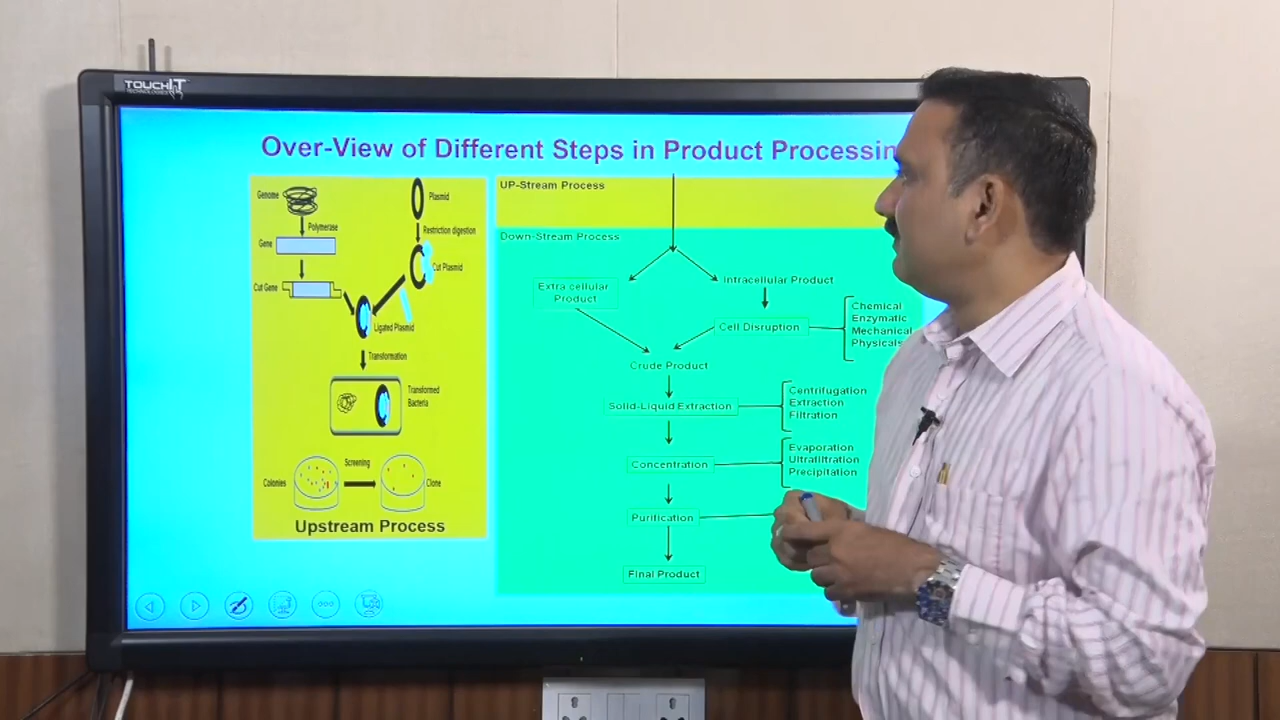 TOUCHIT
TECHNOLOGIES
Over-View of Different Steps in Product Processin
Genome
Polymerase
Gene
Cut Gene
Plasmid
Restriction digestion
Cut Plasmid
Ligated Plasmid
Transformation
Transformed
Bacteria
Screening
Colonies
Clone
Upstream Process
UP-Stream Process
Down-Stream Process
Extra cellular
Product
Intracellular Product
Cell Disruption
Chemical
Enzymatic
Mechanical
Physicals
Crude Product
Solid-Liquid Extraction
Centrifugation
Extraction
Filtration
Concentration
Evaporation
Ultrafiltration
Precipitation
Purification
Final Product